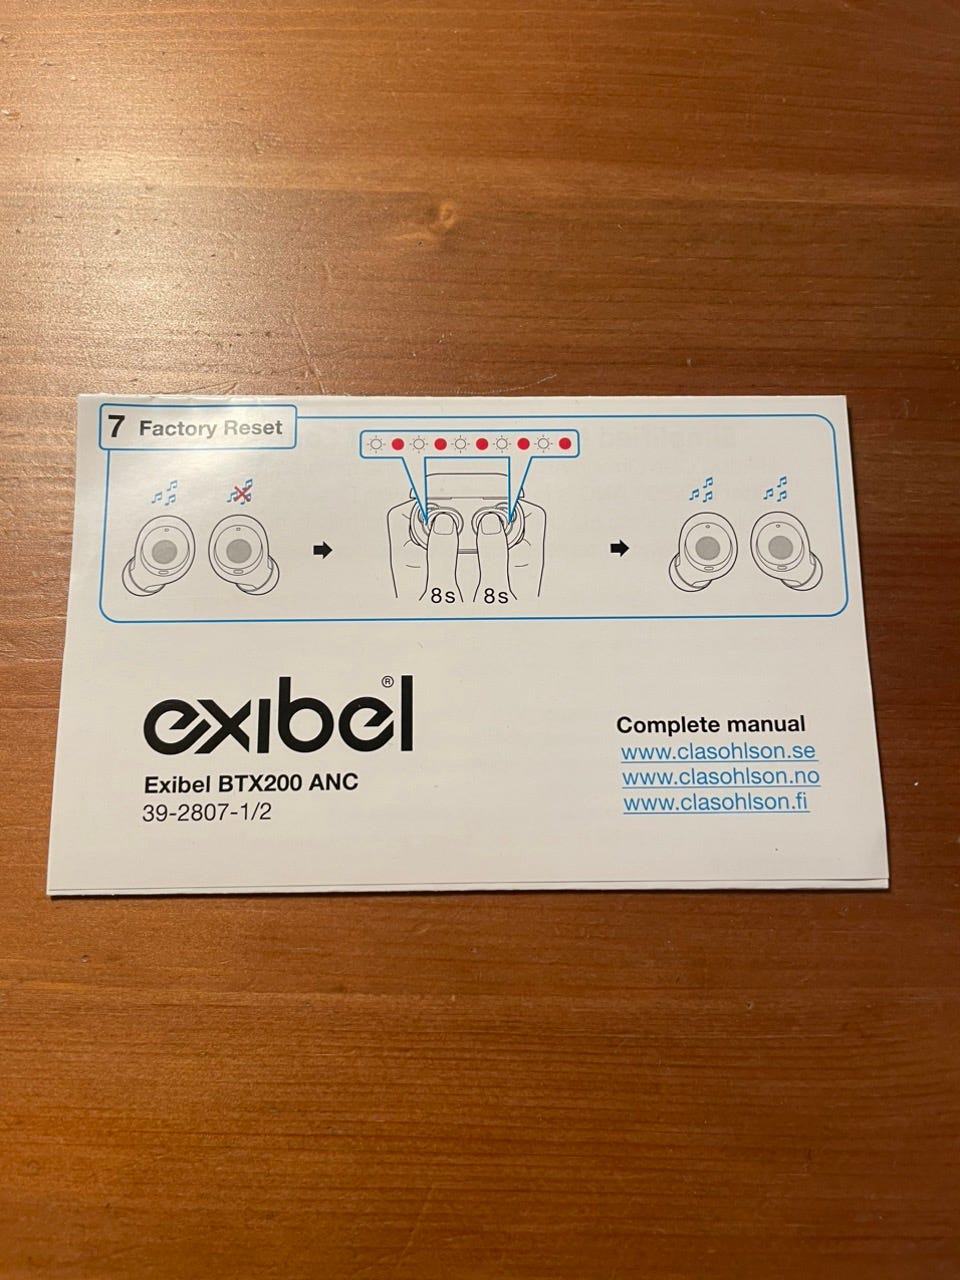 7 Factory Reset
8s 8s
exibel®
Exibel BTX200 ANC
39-2807-1/2
Complete manual
www.clasohlson.se
www.clasohlson.no
www.clasohlson.fi